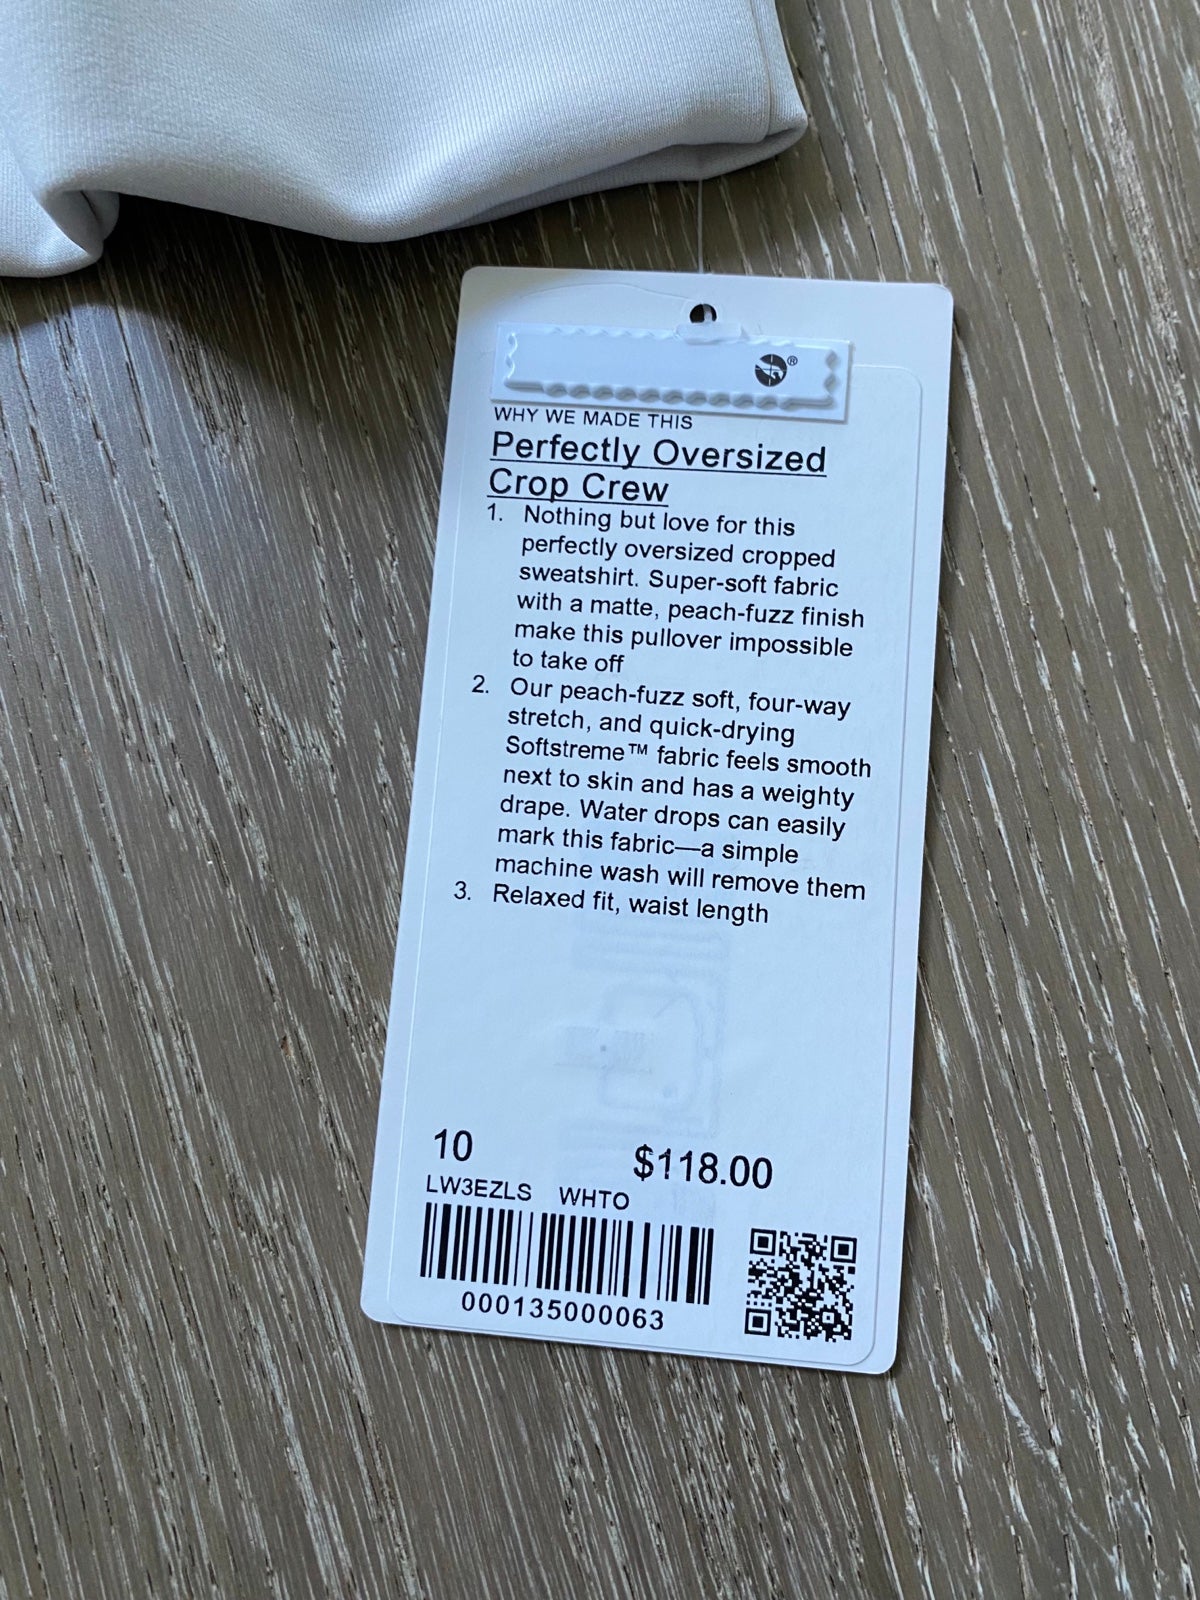 ®
WHY WE MADE THIS
Perfectly Oversized
Crop Crew
1. Nothing but love for this
perfectly oversized cropped
sweatshirt. Super-soft fabric
with a matte, peach-fuzz finish
make this pullover impossible
to take off
2. Our peach-fuzz soft, four-way
stretch, and quick-drying
Softstreme™ fabric feels smooth
next to skin and has a weighty
drape. Water drops can easily
mark this fabric—a simple
machine wash will remove them
3. Relaxed fit, waist length
10 $118.00
LW3EZLS WHTO
000135000063